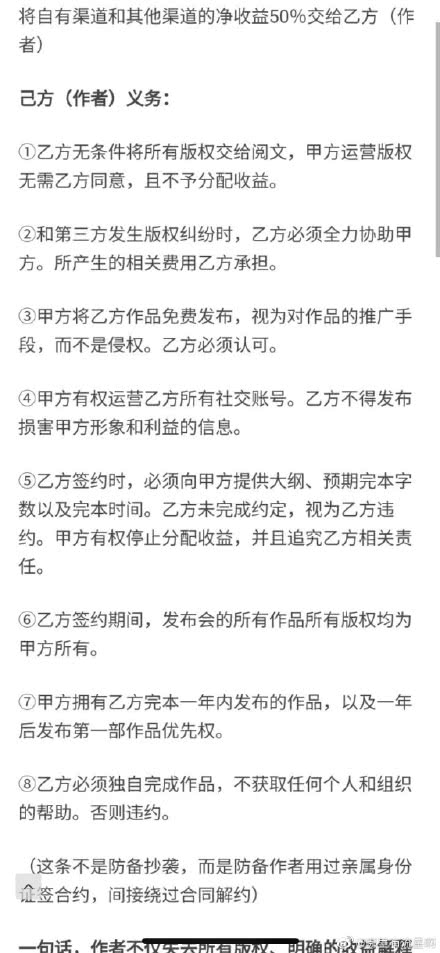 将自有渠道和其他渠道的净收益50%交给乙方（作
者）
己方（作者）义务：
①乙方无条件将所有版权交给阅文，甲方运营版权
无需乙方同意，且不予分配收益。
②和第三方发生版权纠纷时，乙方必须全力协助甲
方。所产生的相关费用乙方承担。
③甲方将乙方作品免费发布，视为对作品的推广手
段，而不是侵权。乙方必须认可。
④甲方有权运营乙方所有社交账号。乙方不得发布
损害甲方形象和利益的信息。
⑤乙方签约时，必须向甲方提供大纲、预期完本字
数以及完本时间。乙方未完成约定，视为乙方违
约。甲方有权停止分配收益，并且追究乙方相关责
任。
⑥乙方签约期间，发布会的所有作品所有版权均为
甲方所有。
⑦甲方拥有乙方完本一年内发布的作品，以及一年
后发布第一部作品优先权。
⑧乙方必须独自完成作品，不获取任何个人和组织
的帮助。否则违约。
（这条不是防备抄袭，而是防备作者用过亲属身份
证签合约，间接绕过合同解约）
一句话，作者不仅失去所有版权、明确的收益解释